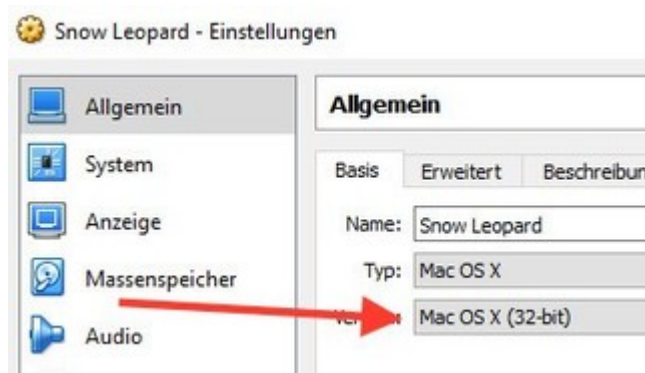 Snow Leopard - Einstellungen
Allgemein
System
Anzeige
Massenspeicher
Audio
Allgemein
Basis Erweitert Beschreibun
Name: Snow Leopard
Typ: Mac OS X
Mac OS X (32-bit)